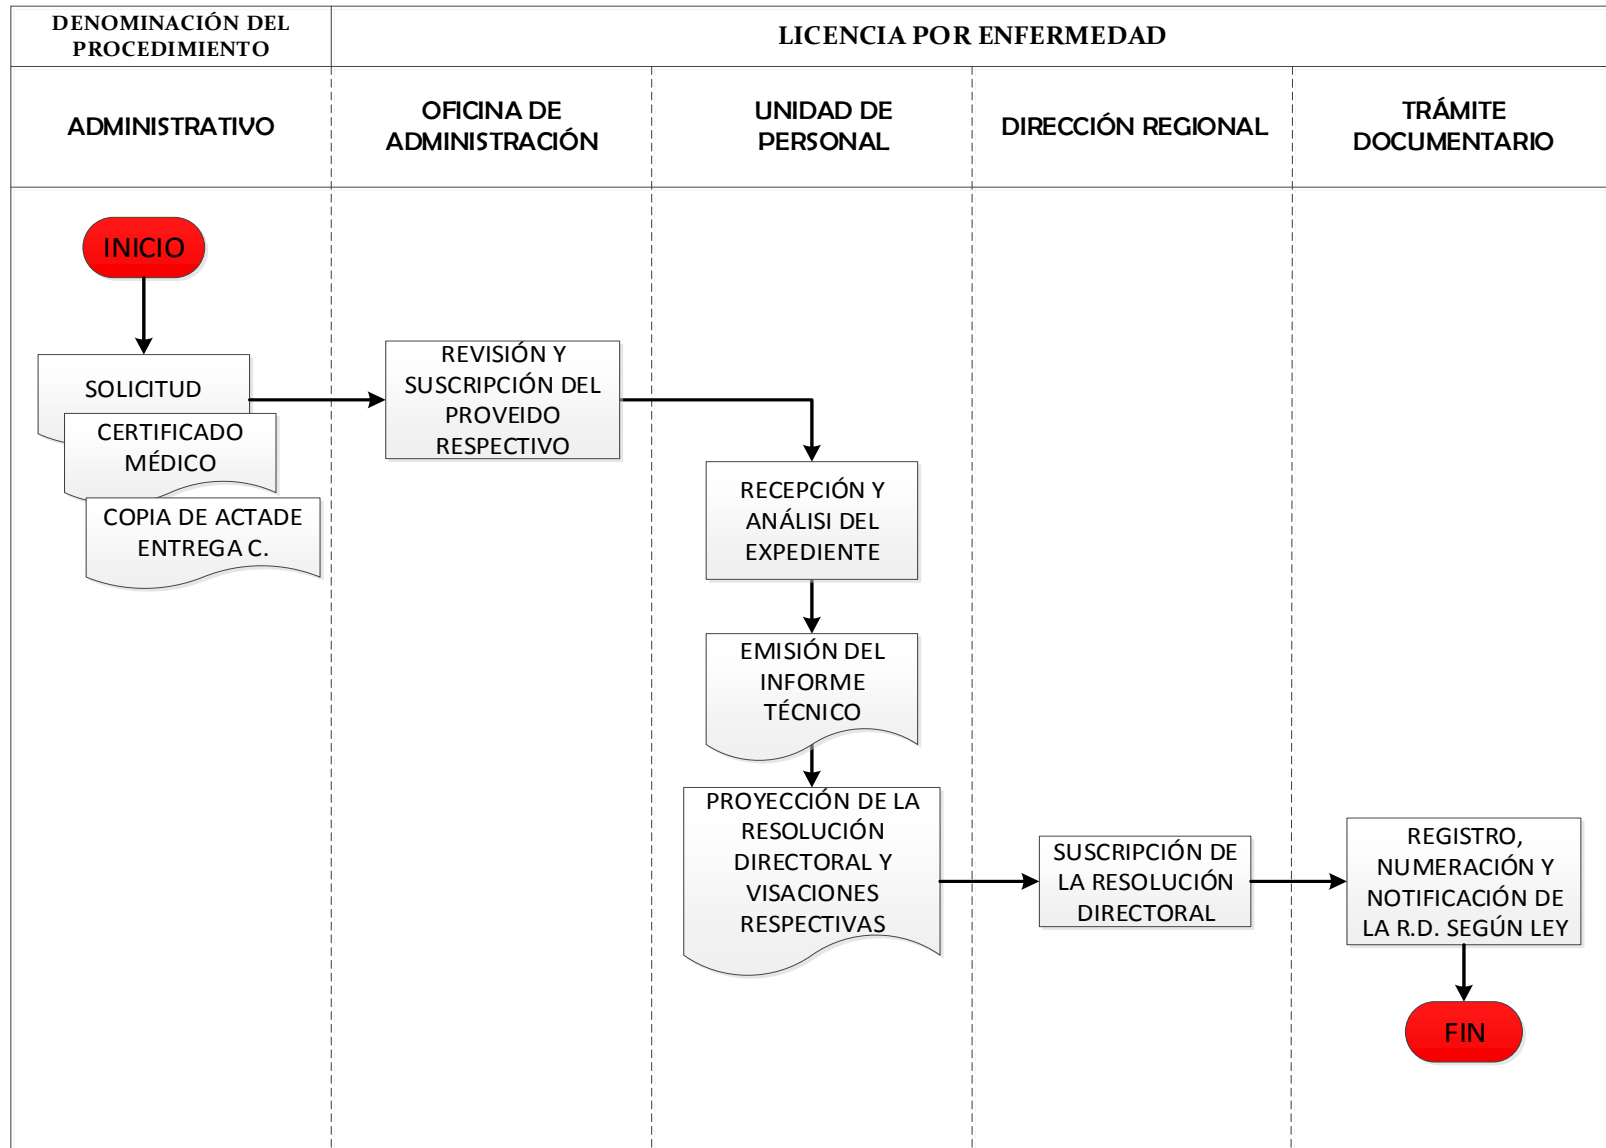 DENOMINACIÓN DEL
PROCEDIMIENTO
LICENCIA POR ENFERMEDAD
ADMINISTRATIVO
OFICINA DE
ADMINISTRACIÓN
UNIDAD DE
PERSONAL
DIRECCIÓN REGIONAL
TRÁMITE
DOCUMENTARIO
INICIO
SOLICITUD
CERTIFICADO
MÉDICO
COPIA DE ACTADE
ENTREGA C.
REVISIÓN Y
SUSCRIPCIÓN DEL
PROVEIDO
RESPECTIVO
RECEPCIÓN Y
ANÁLISI DEL
EXPEDIENTE
EMISIÓN DEL
INFORME
TÉCNICO
PROYECCIÓN DE LA
RESOLUCIÓN
DIRECTORAL Y
VISACIONES
RESPECTIVAS
SUSCRIPCIÓN DE
LA RESOLUCIÓN
DIRECTORAL
REGISTRO,
NUMERACIÓN Y
NOTIFICACIÓN DE
LA R.D. SEGÚN LEY
FIN